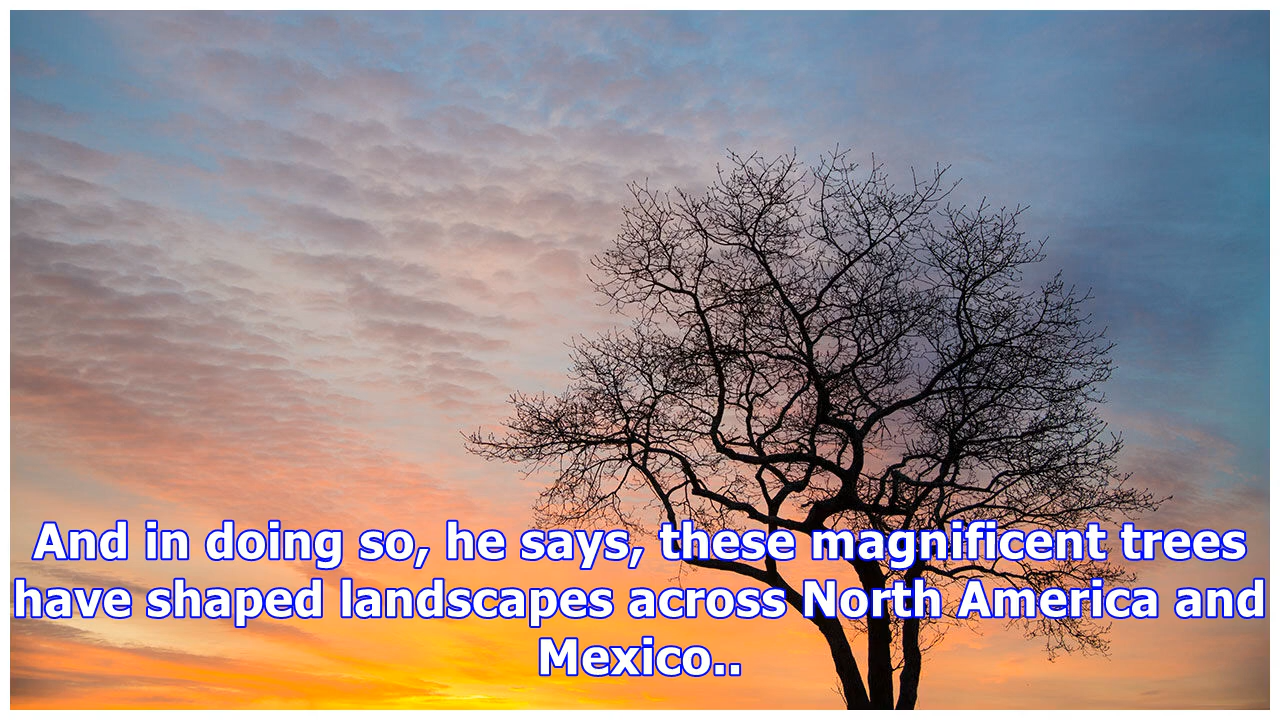 And in doing so, he says, these magnificent trees
have shaped landscapes across North America and
Mexico..